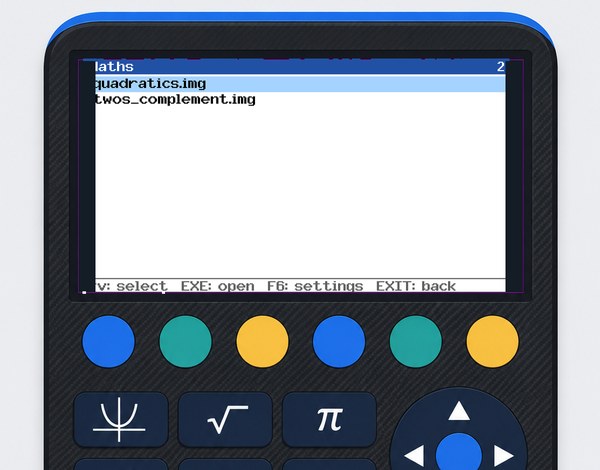 laths 2
quadratics.img
twos_complement.img
v: select EXE: open F6: settings EXIT: back
√
π